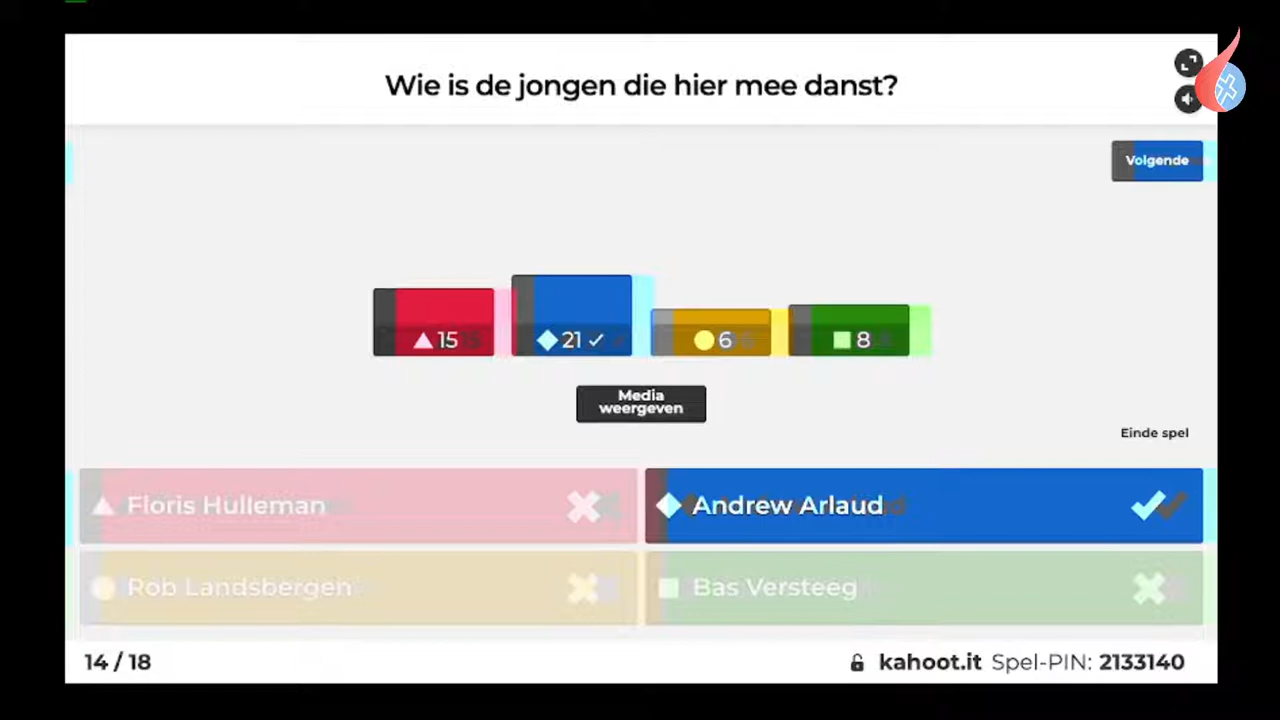 Wie is de jongen die hier mee danst?
Volgende
15
21
6
8
Media
weergeven
Einde spel
Floris Hulleman
Andrew Arlaud
Rob Landsbergen
Bas Versteeg
14 / 18
kahoot.it Spel-PIN: 2133140